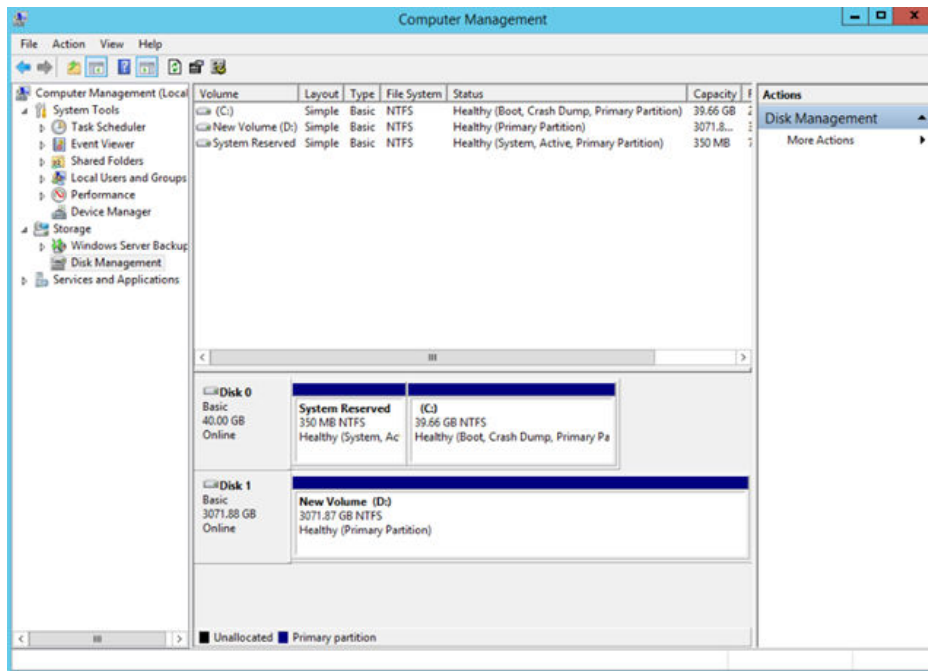 Computer Management
File Action View Help
Computer Management (Local
System Tools
Task Scheduler
Event Viewer
Shared Folders
Local Users and Groups
Performance
Device Manager
Storage
Windows Server Backup
Disk Management
Services and Applications
Volume Layout Type File System Status Capacity F
(C:) Simple Basic NTFS Healthy (Boot, Crash Dump, Primary Partition) 39.66 GB
New Volume (D:) Simple Basic NTFS Healthy (Primary Partition) 3071.8...
System Reserved Simple Basic NTFS Healthy (System, Active, Primary Partition) 350 MB
Actions
Disk Management
More Actions
Disk 0
Basic
40.00 GB
Online
System Reserved
350 MB NTFS
Healthy (System, Ac
(C:)
39.66 GB NTFS
Healthy (Boot, Crash Dump, Primary Pa
Disk 1
Basic
3071.88 GB
Online
New Volume (D:)
3071.87 GB NTFS
Healthy (Primary Partition)
Unallocated Primary partition